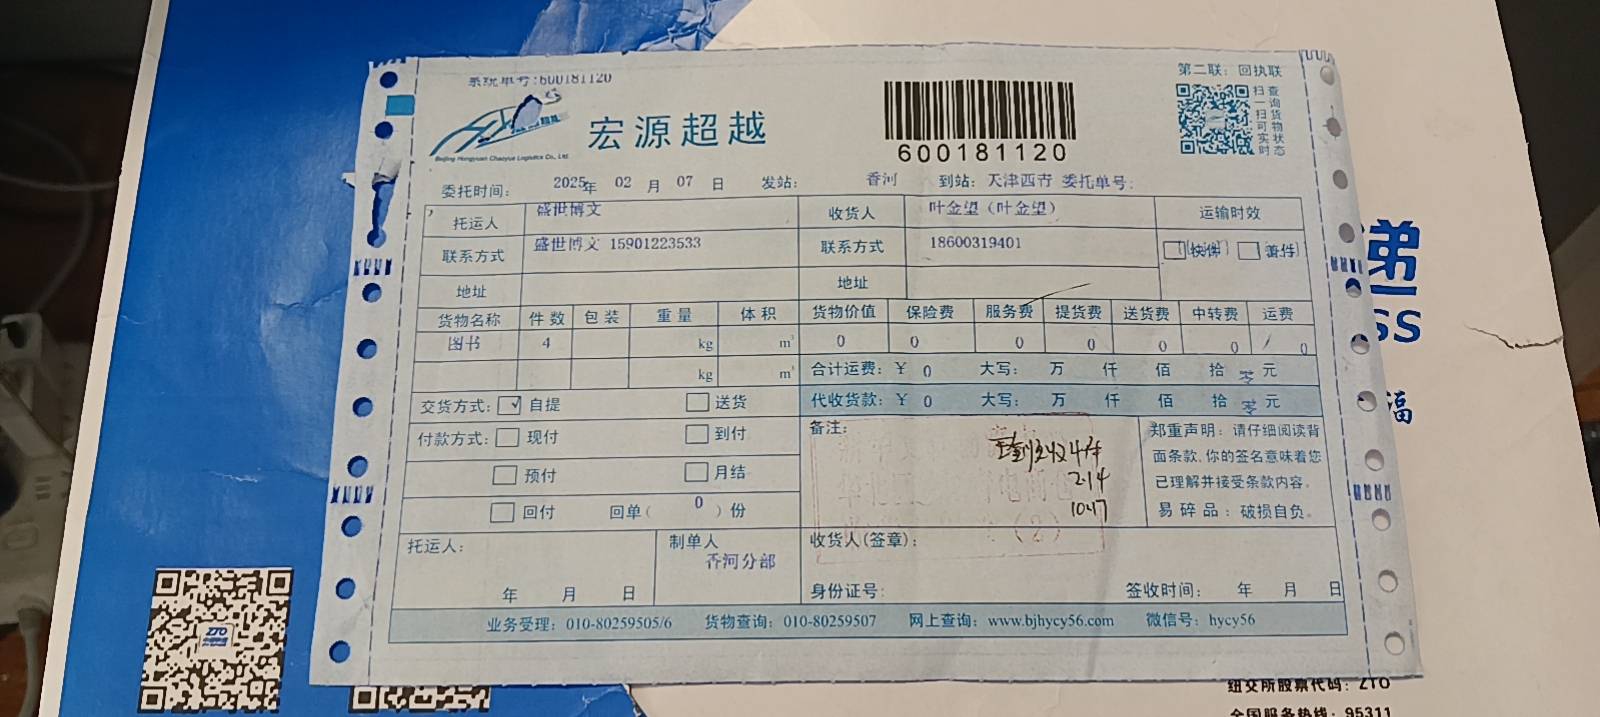 系统单号:600181120
宏源超越
Beijing Hongyuan Chaoyue Logistics Co., Ltd.
600181120
第二联: 回执联
扫一扫可实时
查询货物状态
委托时间: 2025年 02 月 07 日 发站: 香河 到站: 天津西青 委托单号:
托运人 盛世博文 收货人 叶金望 (叶金望) 运输时效
联系方式 盛世博文 15901223533 联系方式 18600319401
地址 地址
货物名称 件数 包装 重量 体积 货物价值 保险费 服务费 提货费 送货费 中转费 运费
图书 4 kg m³ 0 0 0 0 0 0 0
kg m³ 合计运费: ¥ 0 大写: 万 仟 佰 拾 零 元
交货方式: 自提 送货 代收货款: ¥ 0 大写: 万 仟 佰 拾 零 元
付款方式: 现付 到付
预付 月结
回付 回单( 0 )份
备注:
2.14
10:17
郑重声明: 请仔细阅读背
面条款, 你的签名意味着您
已理解并接受条款内容。
易碎品: 破损自负。
托运人: 制单人 收货人(签章):
香河分部
年 月 日 身份证号: 签收时间: 年 月 日
业务受理: 010-80259505/6 货物查询: 010-80259507 网上查询: www.bjhycy56.com 微信号: hycy56
递
SS
福
ZTO
纽交所股票代码: ZTO
全国服务热线: 95311